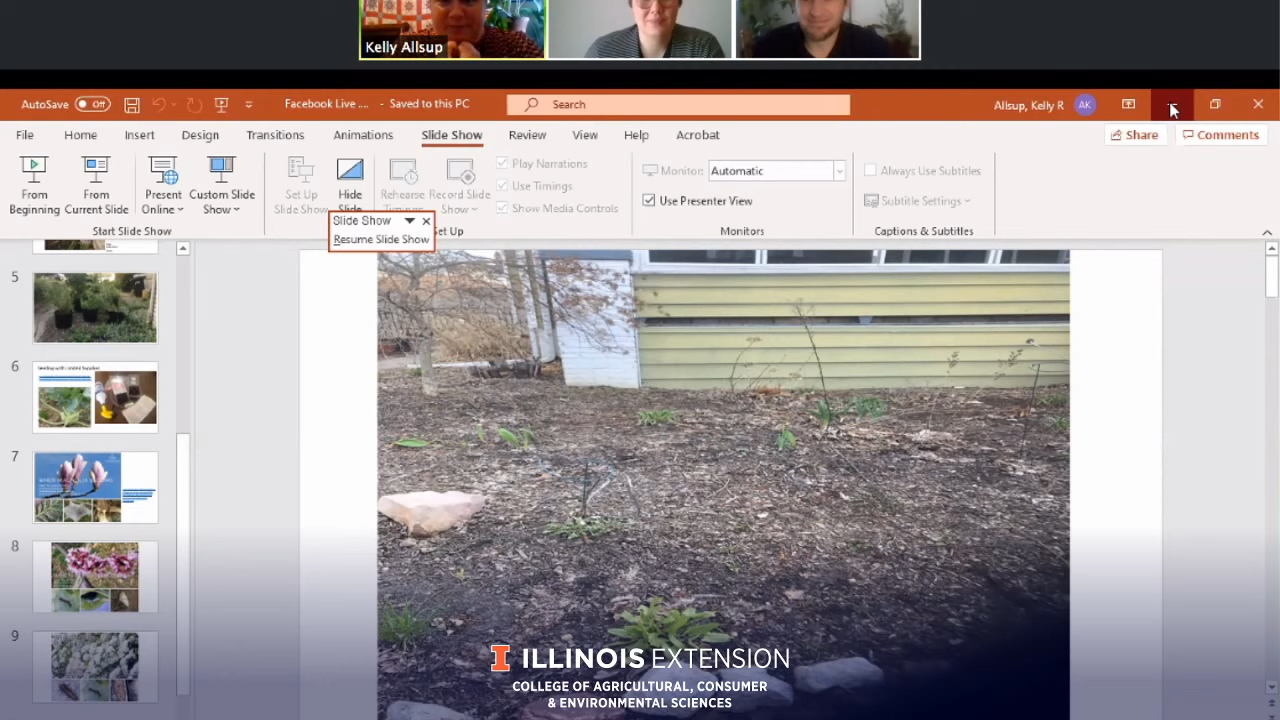 Kelly Allsup
AutoSave Off Facebook Live .... - Saved to this PC Search Allsup, Kelly R AK
File Home Insert Design Transitions Animations Slide Show Review View Help Acrobat Share Comments
From Beginning
From Current Slide
Present Online
Custom Slide Show
Set Up Slide Show
Hide Slide
Rehearse Timings
Record Slide Show
Play Narrations
Use Timings
Show Media Controls
Monitor: Automatic
Use Presenter View
Always Use Subtitles
Subtitle Settings
Start Slide Show
Set Up
Monitors
Captions & Subtitles
Slide Show
Resume Slide Show
5
6
7
8
9
ILLINOIS EXTENSION
COLLEGE OF AGRICULTURAL, CONSUMER
& ENVIRONMENTAL SCIENCES